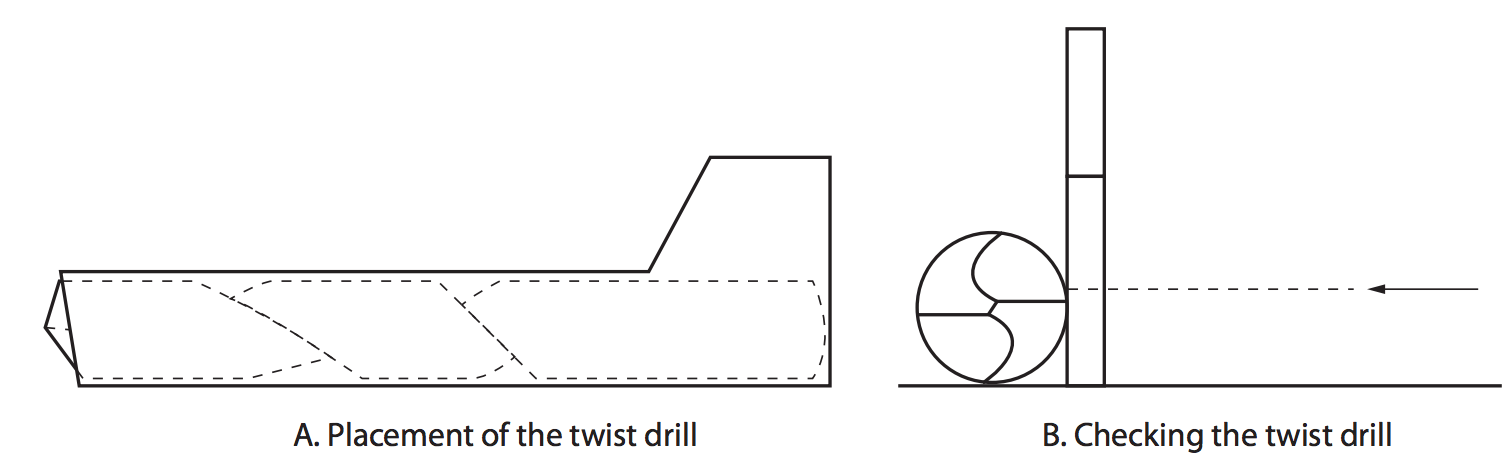 A. Placement of the twist drill
B. Checking the twist drill